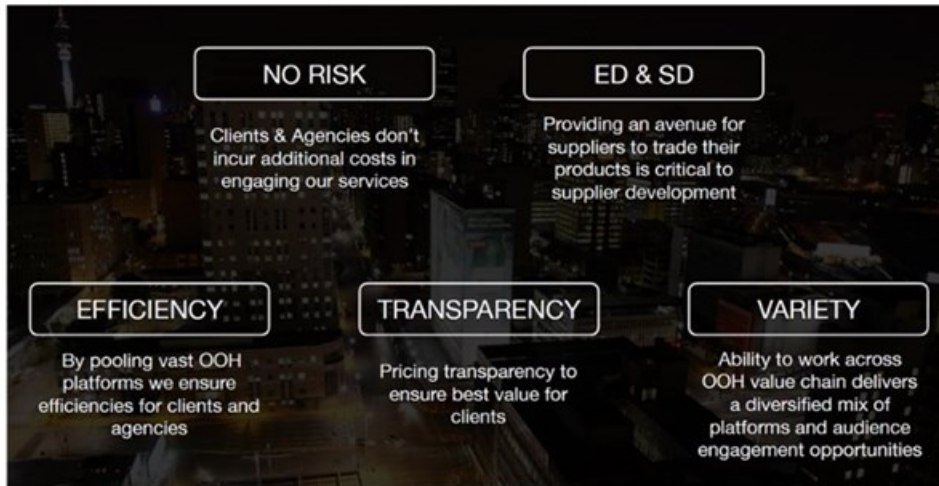 NO RISK
Clients & Agencies don't
incur additional costs in
engaging our services
ED & SD
Providing an avenue for
suppliers to trade their
products is critical to
supplier development
EFFICIENCY
By pooling vast OOH
platforms we ensure
efficiencies for clients and
agencies
TRANSPARENCY
Pricing transparency to
ensure best value for
clients
VARIETY
Ability to work across
OOH value chain delivers
a diversified mix of
platforms and audience
engagement opportunities